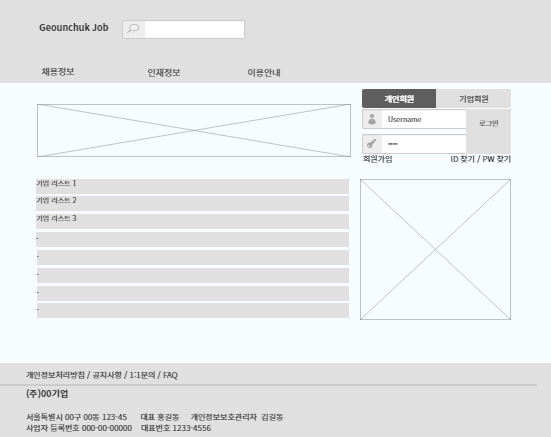 Geounchuk Job
채용정보 인재정보 이용안내
개인회원 기업회원
Username
로그인
••••
회원가입 ID 찾기 / PW 찾기
기업 리스트 1
기업 리스트 2
기업 리스트 3
-
-
-
-
-
개인정보처리방침 / 공지사항 / 1:1문의 / FAQ
(주)00기업
서울특별시 00구 00동 123-45 대표 홍길동 개인정보보호관리자 김길동
사업자 등록번호 000-00-00000 대표번호 1233-4556